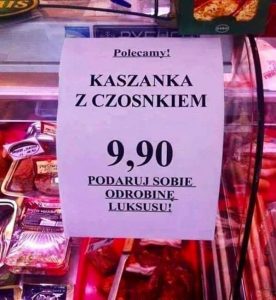 Polecamy!
KASZANKA
Z CZOSNKIEM
9,90
PODARUJ SOBIE
ODROBINĘ
LUKSUSU!